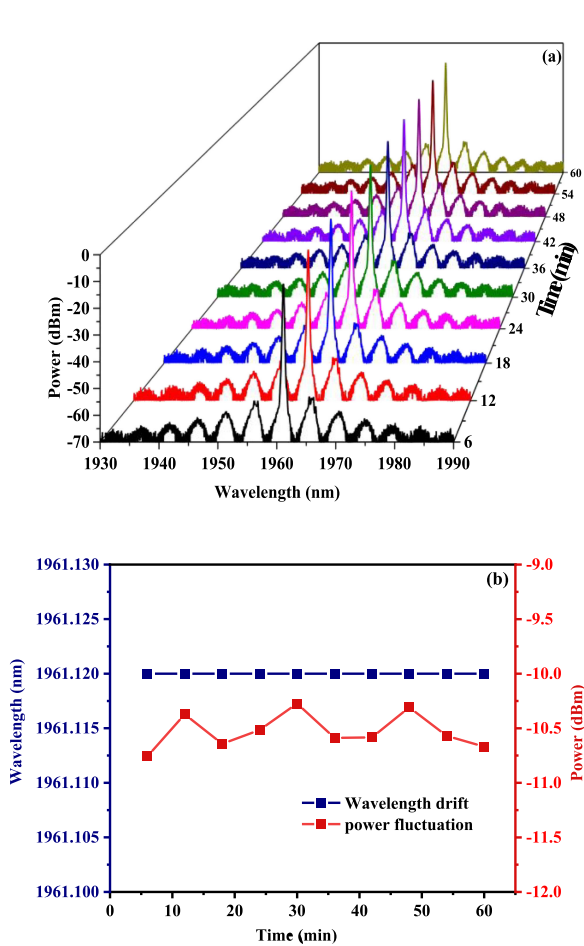 (a)
60
54
48
42
36
30
24
18
12
6
Time (min)
0
-10
-20
-30
-40
-50
-60
-70
Power (dBm)
1930 1940 1950 1960 1970 1980 1990
Wavelength (nm)
(b)
1961.130
1961.125
1961.120
1961.115
1961.110
1961.105
1961.100
Wavelength (nm)
-9.0
-9.5
-10.0
-10.5
-11.0
-11.5
-12.0
Power (dBm)
Wavelength drift
power fluctuation
0 10 20 30 40 50 60
Time (min)